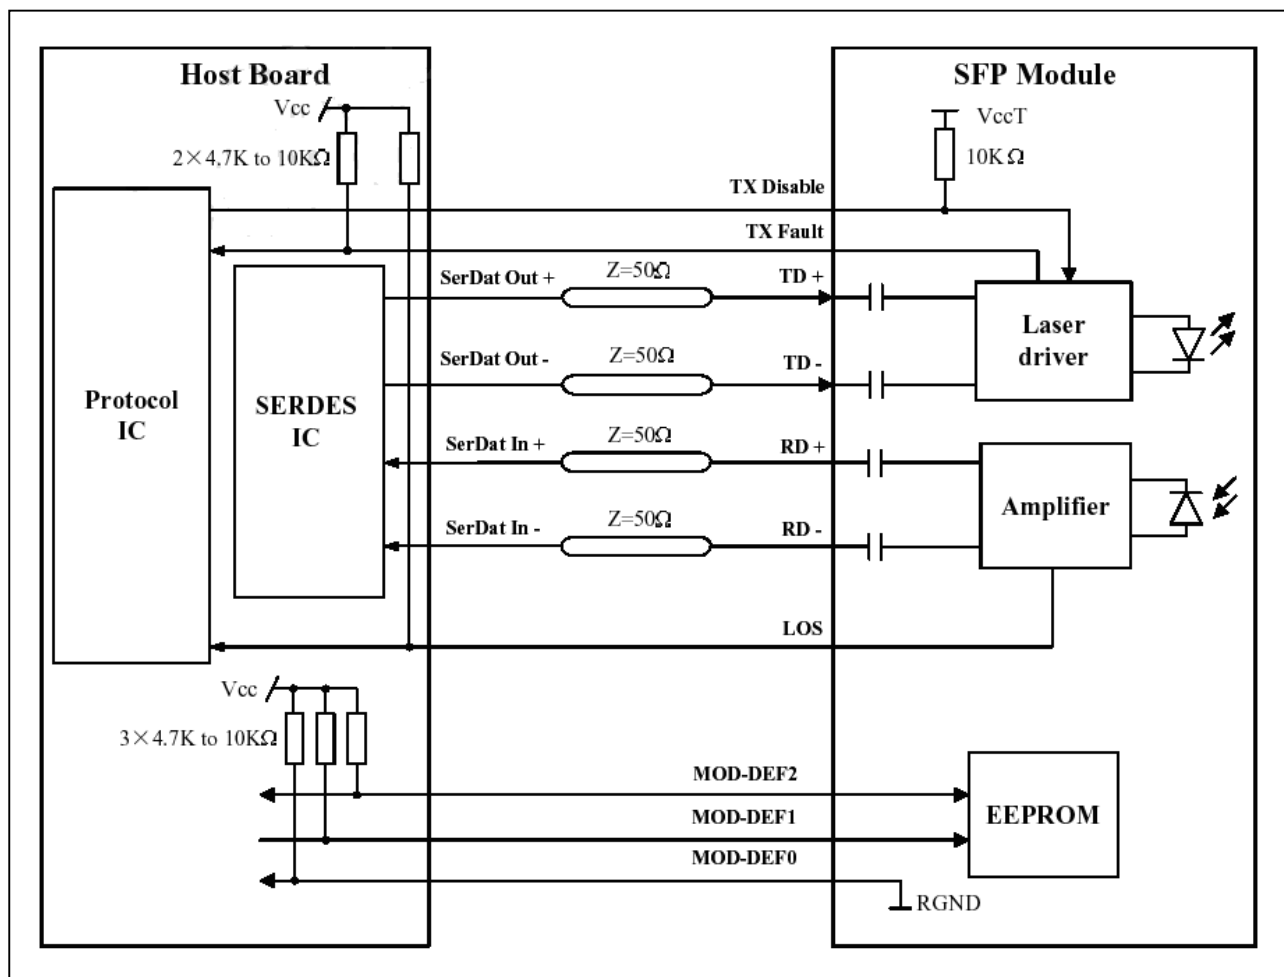 Host Board
SFP Module
Vcc
VccT
2×4.7K to 10KΩ
10KΩ
TX Disable
TX Fault
SerDat Out +
Z=50Ω
TD +
Laser
driver
SerDat Out -
Z=50Ω
TD -
Protocol
IC
SERDES
IC
SerDat In +
Z=50Ω
RD +
Amplifier
SerDat In -
Z=50Ω
RD -
LOS
Vcc
3×4.7K to 10KΩ
MOD-DEF2
EEPROM
MOD-DEF1
MOD-DEF0
RGND